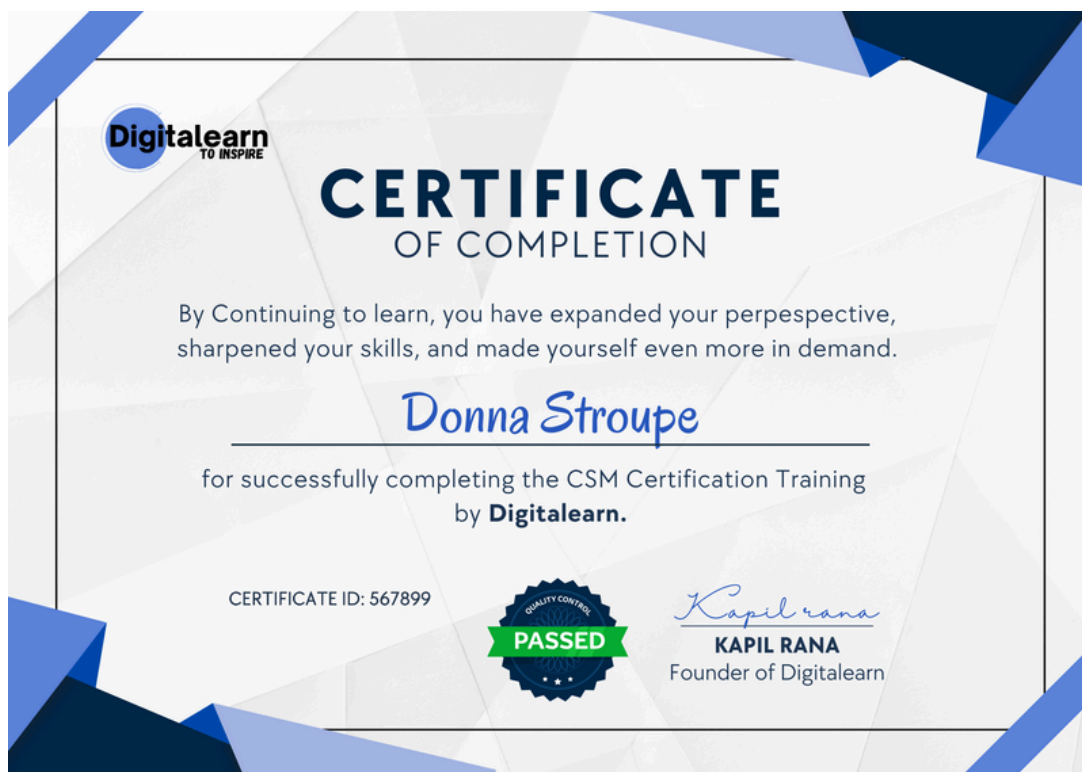 Digitalearn
TO INSPIRE
CERTIFICATE
OF COMPLETION
By Continuing to learn, you have expanded your perpespective,
sharpened your skills, and made yourself even more in demand.
Donna Stroupe
for successfully completing the CSM Certification Training
by Digitalearn.
CERTIFICATE ID: 567899
QUALITY CONTROL
PASSED
Kapil rana
KAPIL RANA
Founder of Digitalearn